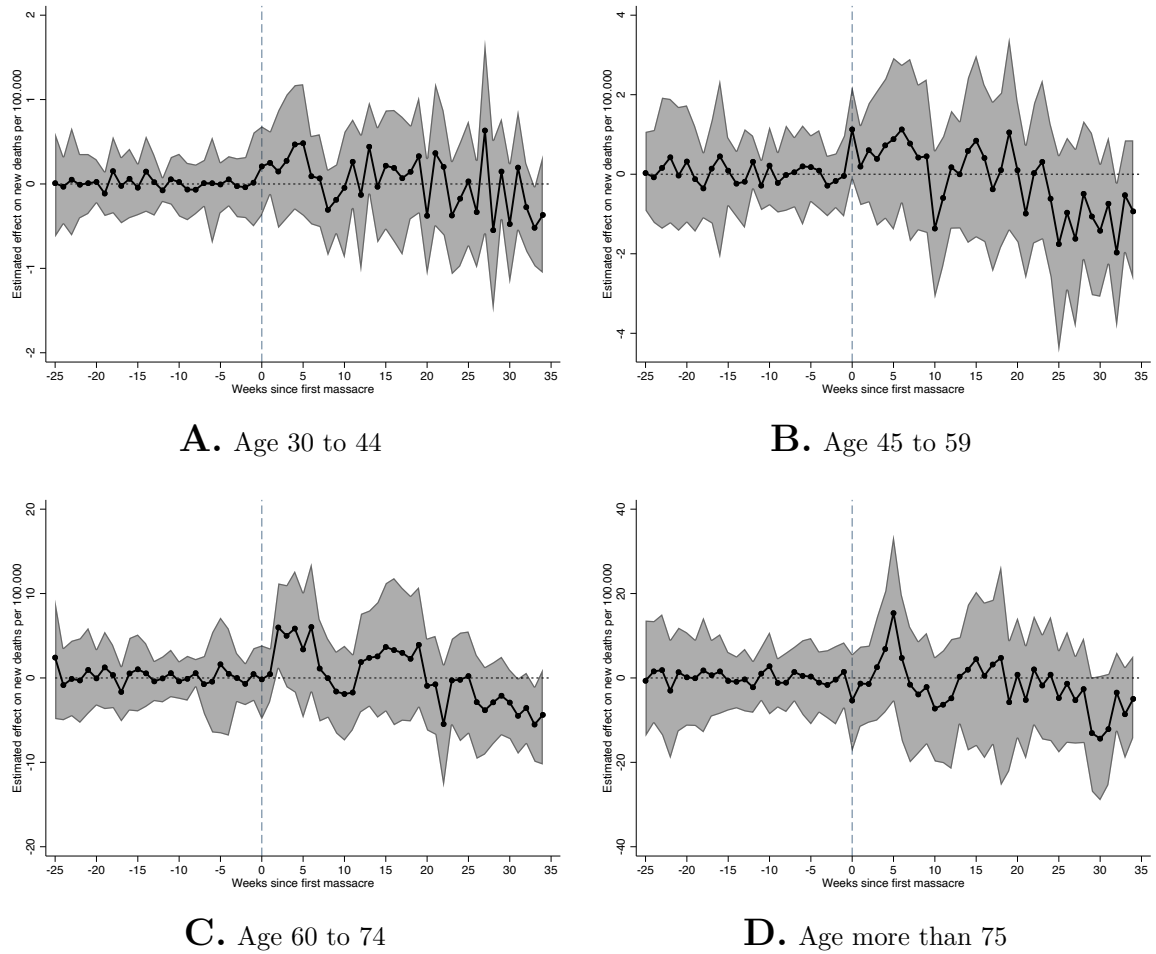 Estimated effect on new deaths per 100.000
2
1
0
-1
-2
-25 -20 -15 -10 -5 0 5 10 15 20 25 30 35
Weeks since first massacre
A. Age 30 to 44
Estimated effect on new deaths per 100.000
4
2
0
-2
-4
-25 -20 -15 -10 -5 0 5 10 15 20 25 30 35
Weeks since first massacre
B. Age 45 to 59
Estimated effect on new deaths per 100.000
20
10
0
-10
-20
-25 -20 -15 -10 -5 0 5 10 15 20 25 30 35
Weeks since first massacre
C. Age 60 to 74
Estimated effect on new deaths per 100.000
40
20
0
-20
-40
-25 -20 -15 -10 -5 0 5 10 15 20 25 30 35
Weeks since first massacre
D. Age more than 75